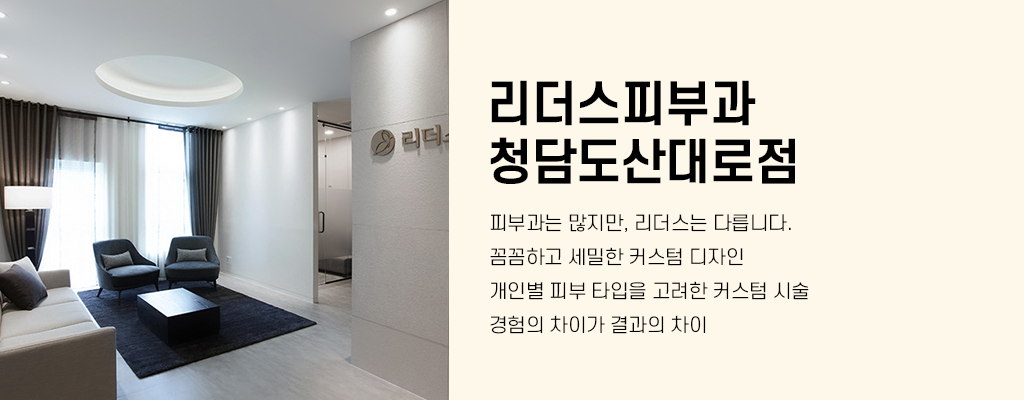 리더스
리더스피부과
청담도산대로점
피부과는 많지만, 리더스는 다릅니다.
꼼꼼하고 세밀한 커스텀 디자인
개인별 피부 타입을 고려한 커스텀 시술
경험의 차이가 결과의 차이